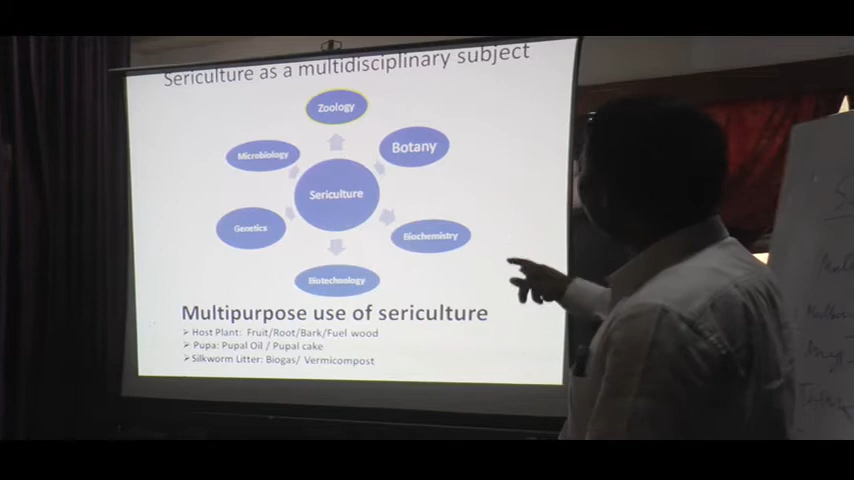 Sericulture as a multidisciplinary subject
Zoology
Botany
Microbiology
Sericulture
Genetics
Biochemistry
Biotechnology
Multipurpose use of sericulture
➢ Host Plant: Fruit/Root/Bark/Fuel wood
➢ Pupa: Pupal Oil / Pupal cake
➢ Silkworm Litter: Biogas/ Vermicompost